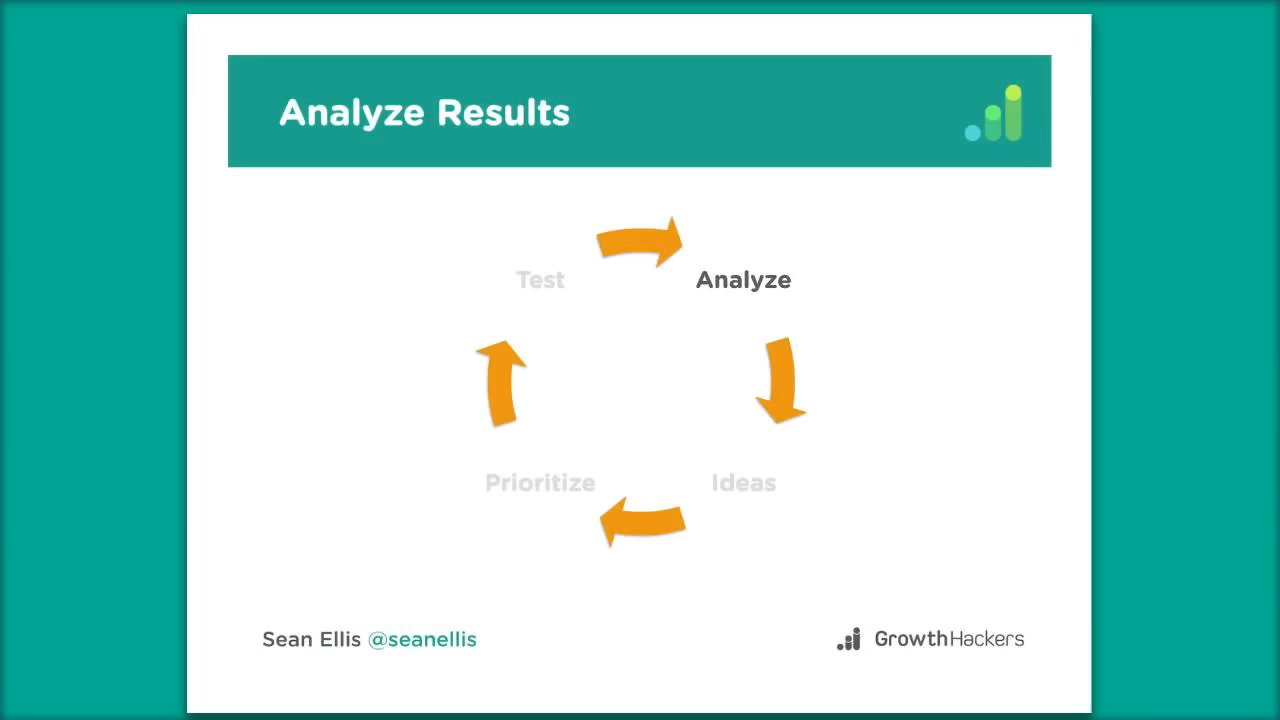 Analyze Results
Test
Analyze
Prioritize
Ideas
Sean Ellis @seanellis
GrowthHackers